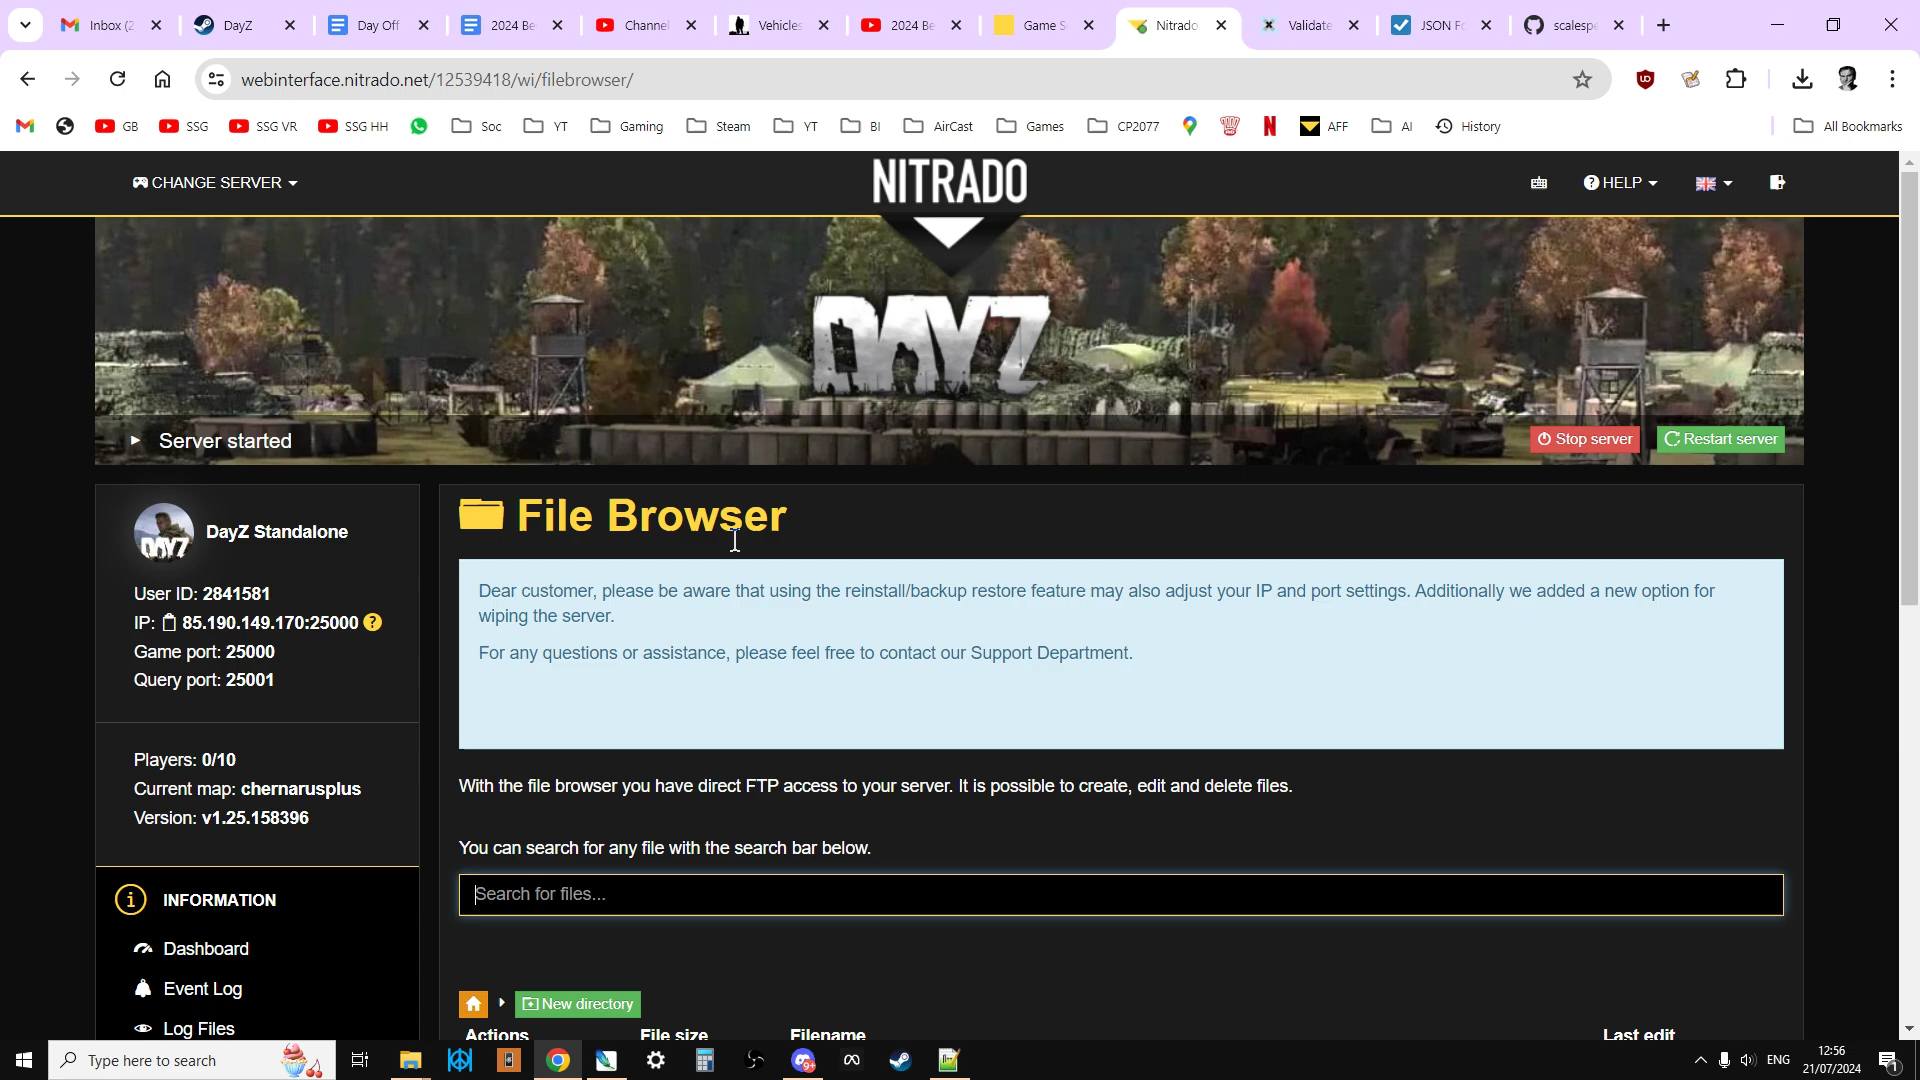 Inbox (2
DayZ
Day Off
2024 Be
Channel
Vehicles
2024 Be
Game S
Nitrado
Validate
JSON Fo
scalespe
webinterface.nitrado.net/12539418/wi/filebrowser/
GB
SSG
SSG VR
SSG HH
Soc
YT
Gaming
Steam
YT
BI
AirCast
Games
CP2077
AFF
AI
History
All Bookmarks
CHANGE SERVER
NITRADO
HELP
DAYZ
Server started
Stop server
Restart server
DAYZ
DayZ Standalone
User ID: 2841581
IP: 85.190.149.170:25000 ?
Game port: 25000
Query port: 25001
Players: 0/10
Current map: chernarusplus
Version: v1.25.158396
INFORMATION
Dashboard
Event Log
Log Files
File Browser
Dear customer, please be aware that using the reinstall/backup restore feature may also adjust your IP and port settings. Additionally we added a new option for
wiping the server.
For any questions or assistance, please feel free to contact our Support Department.
With the file browser you have direct FTP access to your server. It is possible to create, edit and delete files.
You can search for any file with the search bar below.
Search for files...
New directory
Actions File size Filename Last edit
Type here to search
9+
ENG
12:56
21/07/2024
1